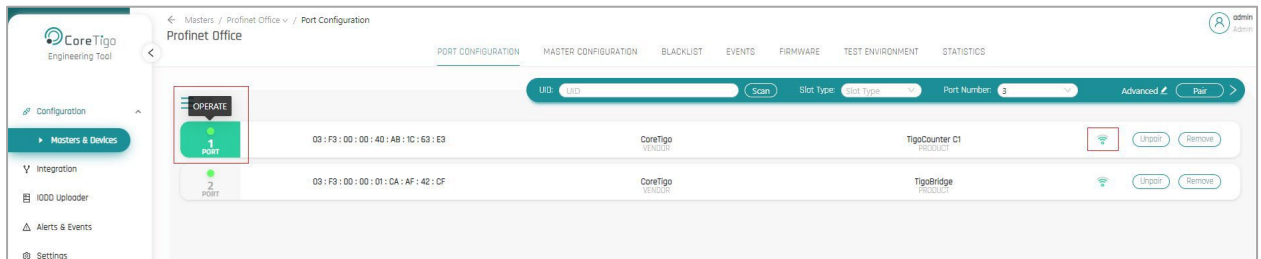 ← Masters / Profinet Office / Port Configuration
Profinet Office
admin
Admin
CoreTigo
Engineering Tool
PORT CONFIGURATION MASTER CONFIGURATION BLACKLIST EVENTS FIRMWARE TEST ENVIRONMENT STATISTICS
UID: UID Scan Slot Type: Slot Type Port Number: 3 Advanced Pair
OPERATE
Configuration
Masters & Devices
Integration
IODD Uploader
Alerts & Events
Settings
1
PORT
03 : F3 : 00 : 00 : 40 : AB : 1C : 63 : E3
CoreTigo
VENDOR
TigoCounter C1
PRODUCT
Unpair Remove
2
PORT
03 : F3 : 00 : 00 : 01 : CA : AF : 42 : CF
CoreTigo
VENDOR
TigoBridge
PRODUCT
Unpair Remove